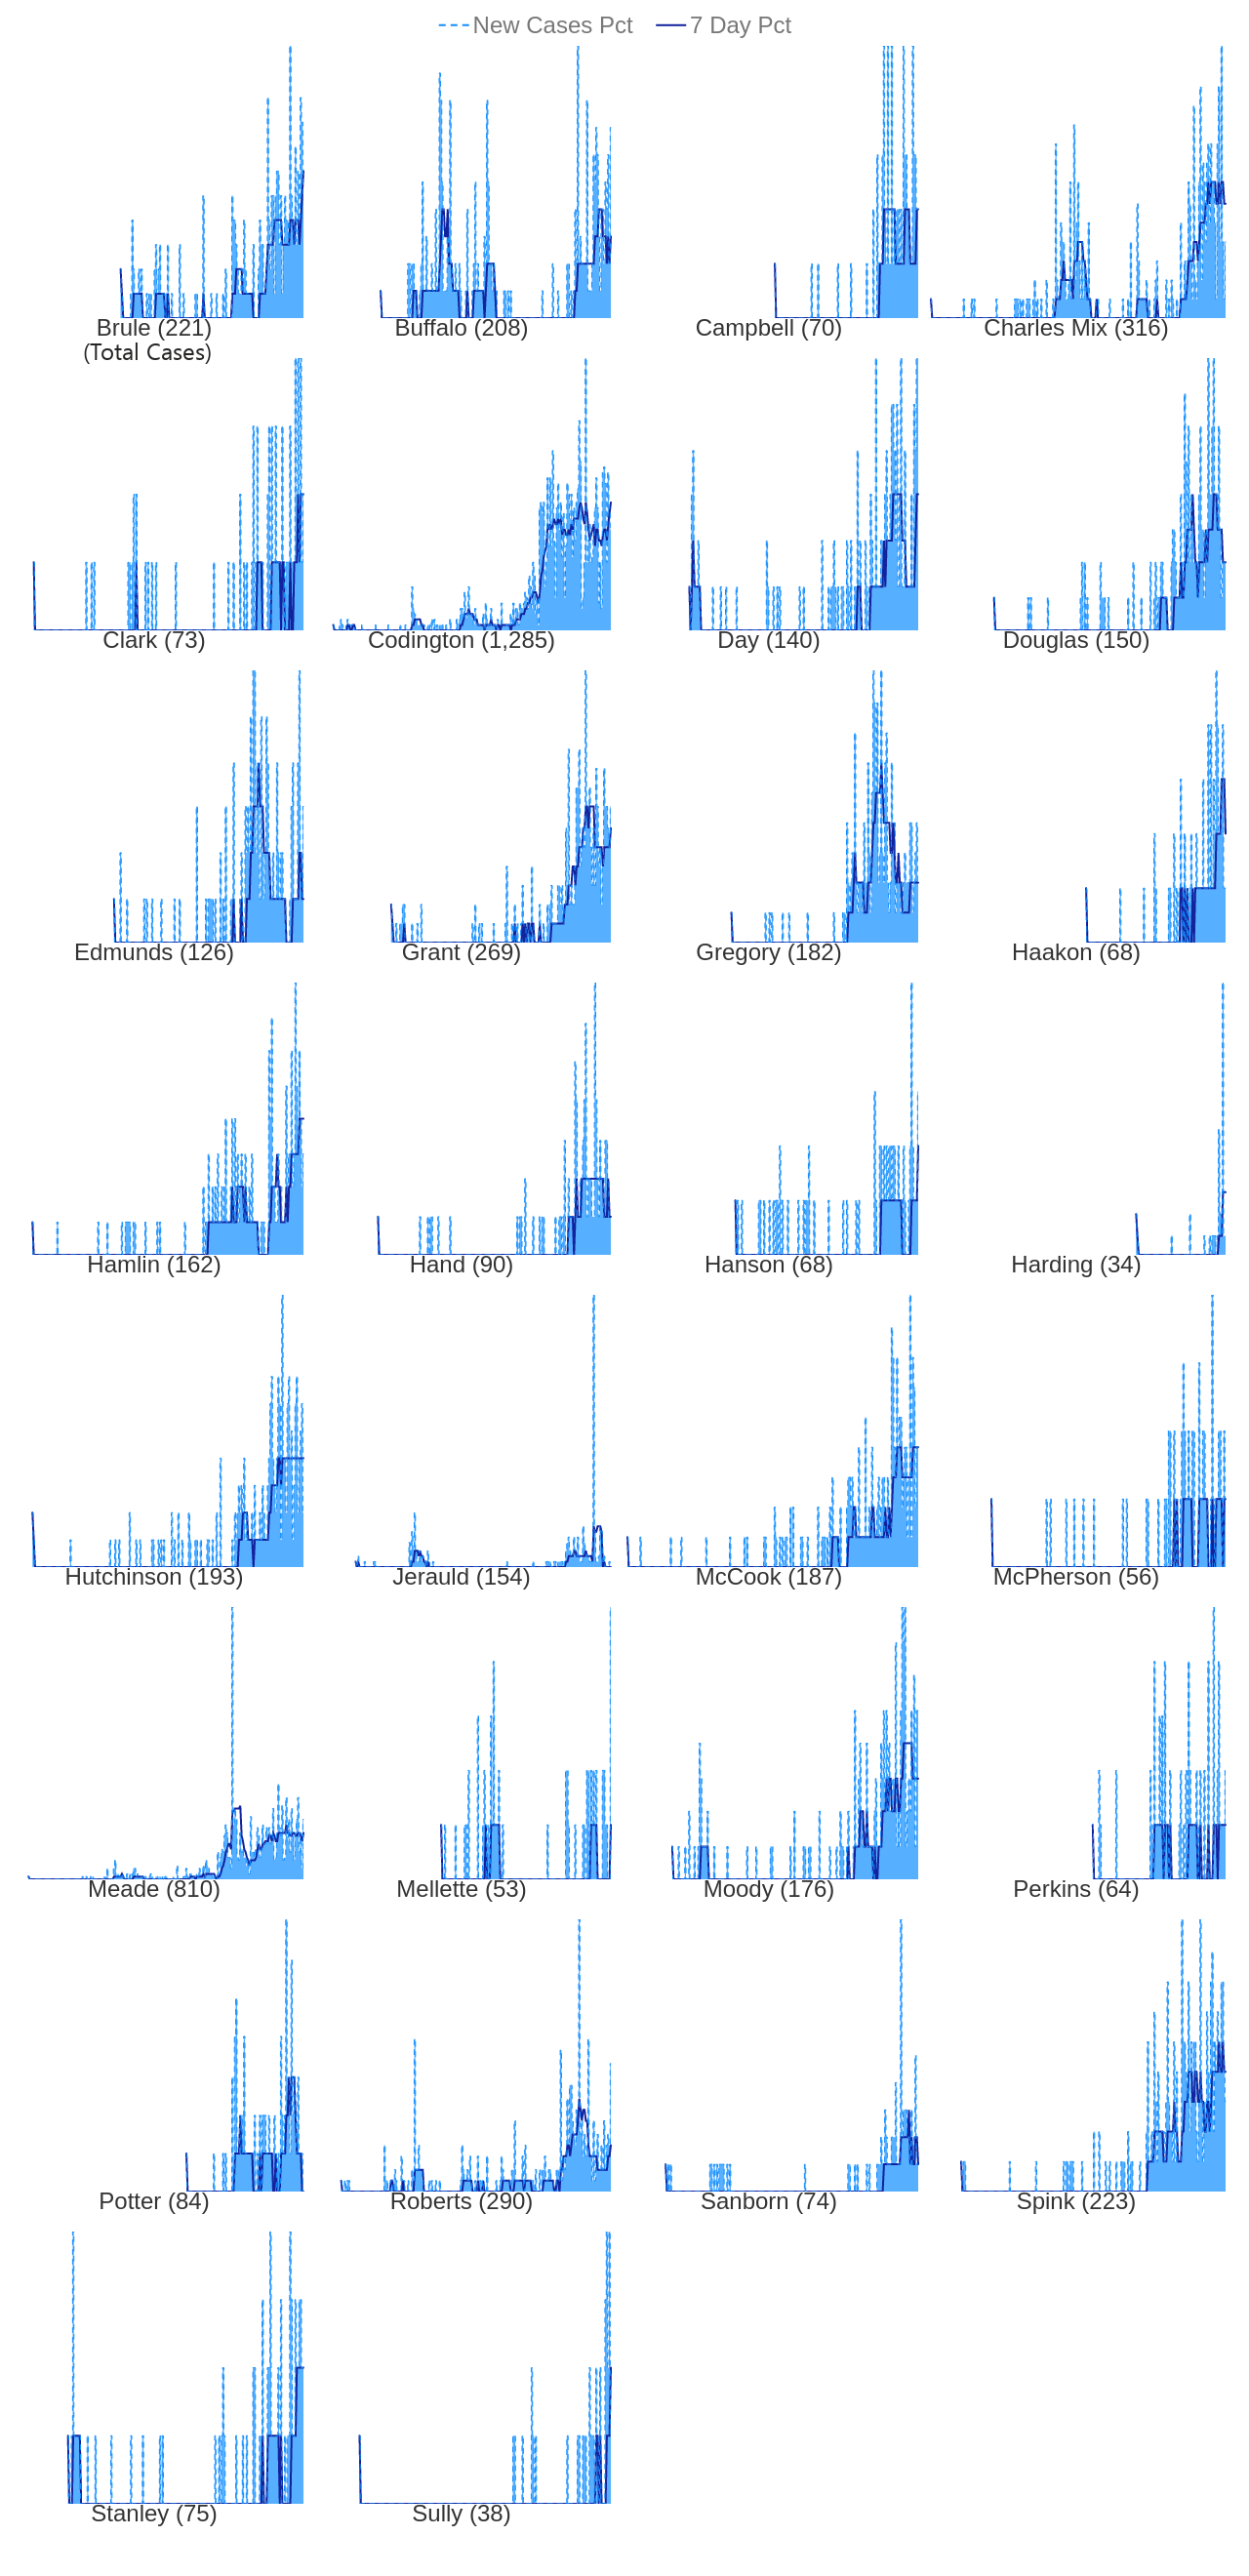 New Cases Pct 7 Day Pct
Brule (221) Buffalo (208) Campbell (70) Charles Mix (316)
(Total Cases)
Clark (73) Codington (1,285) Day (140) Douglas (150)
Edmunds (126) Grant (269) Gregory (182) Haakon (68)
Hamlin (162) Hand (90) Hanson (68) Harding (34)
Hutchinson (193) Jerauld (154) McCook (187) McPherson (56)
Meade (810) Mellette (53) Moody (176) Perkins (64)
Potter (84) Roberts (290) Sanborn (74) Spink (223)
Stanley (75) Sully (38)